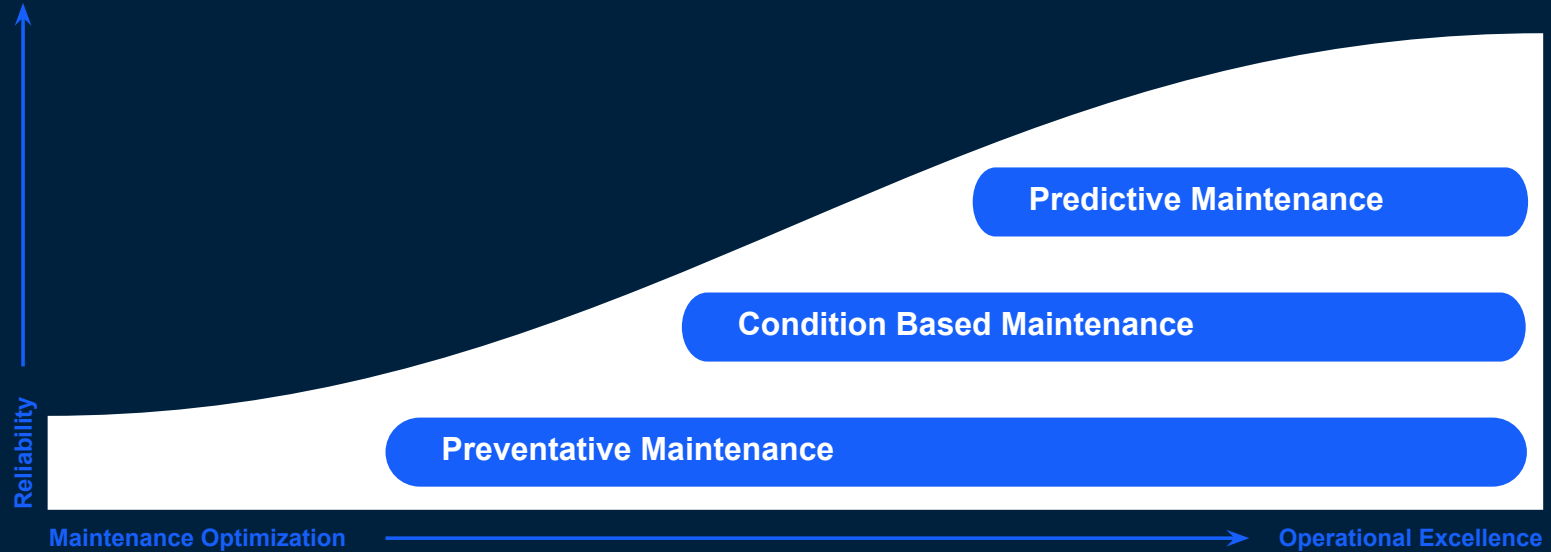 Predictive Maintenance
Condition Based Maintenance
Preventative Maintenance
Reliability
Maintenance Optimization
Operational Excellence